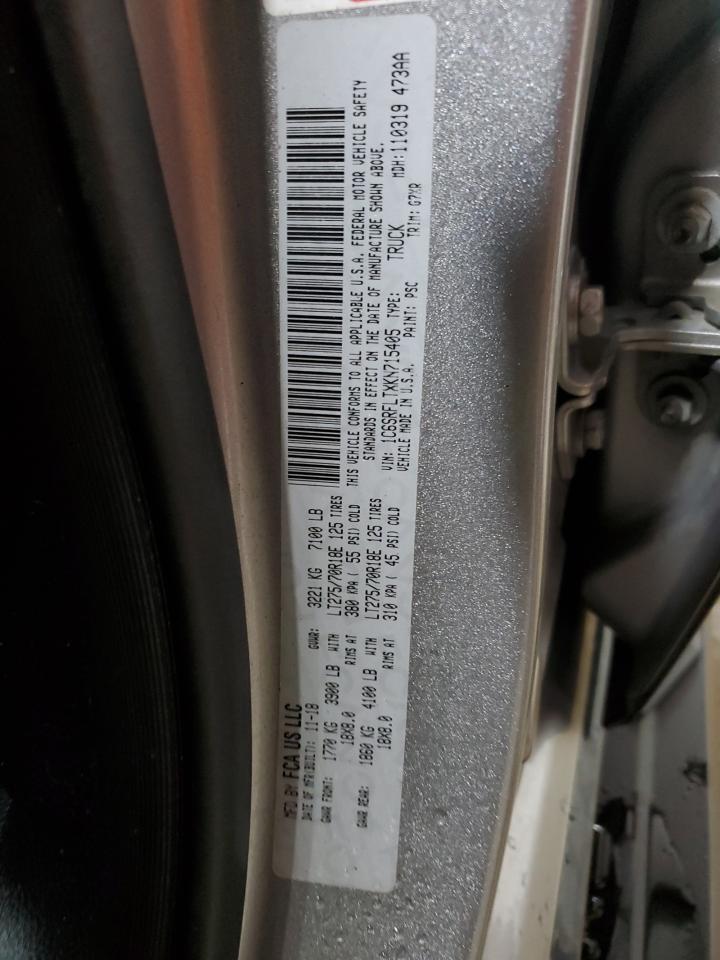 MFD BY FCA US LLC
DATE OF MFR(BUILT): 11-18 GVWR: 3221 KG 7100 LB
GAWR FRONT: 1770 KG 3900 LB WITH LT275/70R18E 125 TIRES
18X8.0 RIMS AT 380 KPA ( 55 PSI) COLD
GAWR REAR: 1860 KG 4100 LB WITH LT275/70R18E 125 TIRES
18X8.0 RIMS AT 310 KPA ( 45 PSI) COLD
THIS VEHICLE CONFORMS TO ALL APPLICABLE U.S.A. FEDERAL MOTOR VEHICLE SAFETY
STANDARDS IN EFFECT ON THE DATE OF MANUFACTURE SHOWN ABOVE.
VIN: 1C6SRFLTXKN715405 TYPE: TRUCK MDH:110319 473AA
VEHICLE MADE IN U.S.A. PAINT: PSC TRIM: G7XR